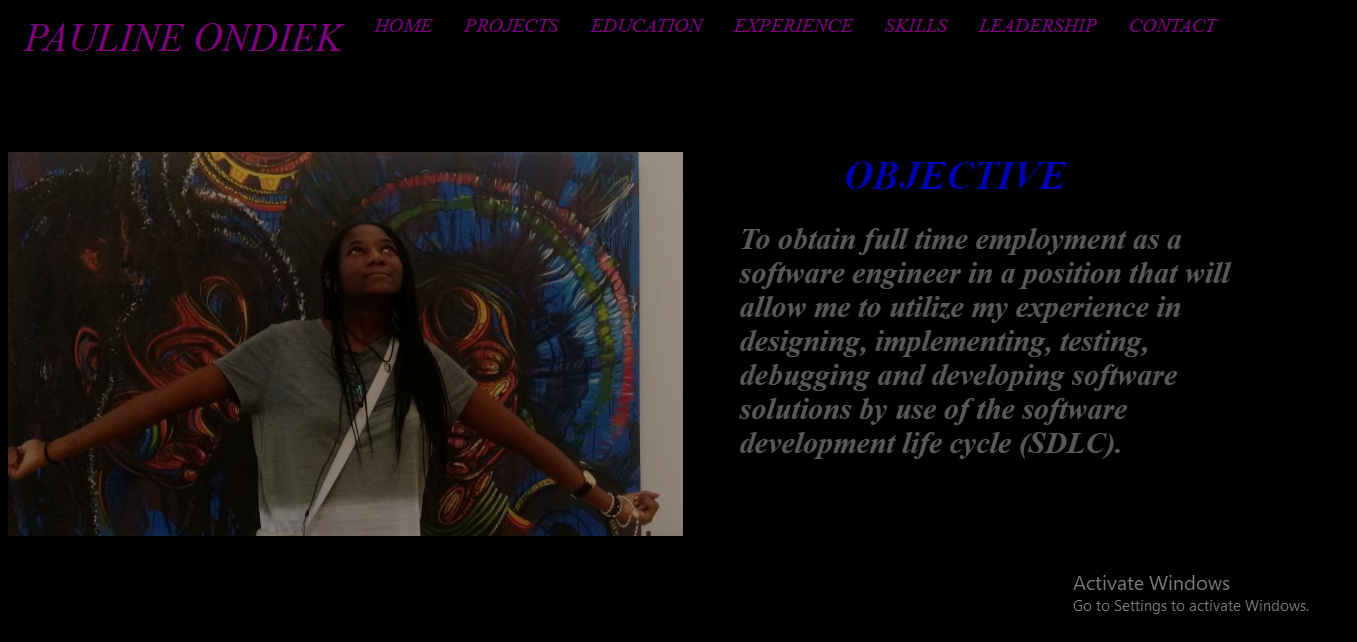 PAULINE ONDIEK
HOME PROJECTS EDUCATION EXPERIENCE SKILLS LEADERSHIP CONTACT
OBJECTIVE
To obtain full time employment as a
software engineer in a position that will
allow me to utilize my experience in
designing, implementing, testing,
debugging and developing software
solutions by use of the software
development life cycle (SDLC).
Activate Windows
Go to Settings to activate Windows.